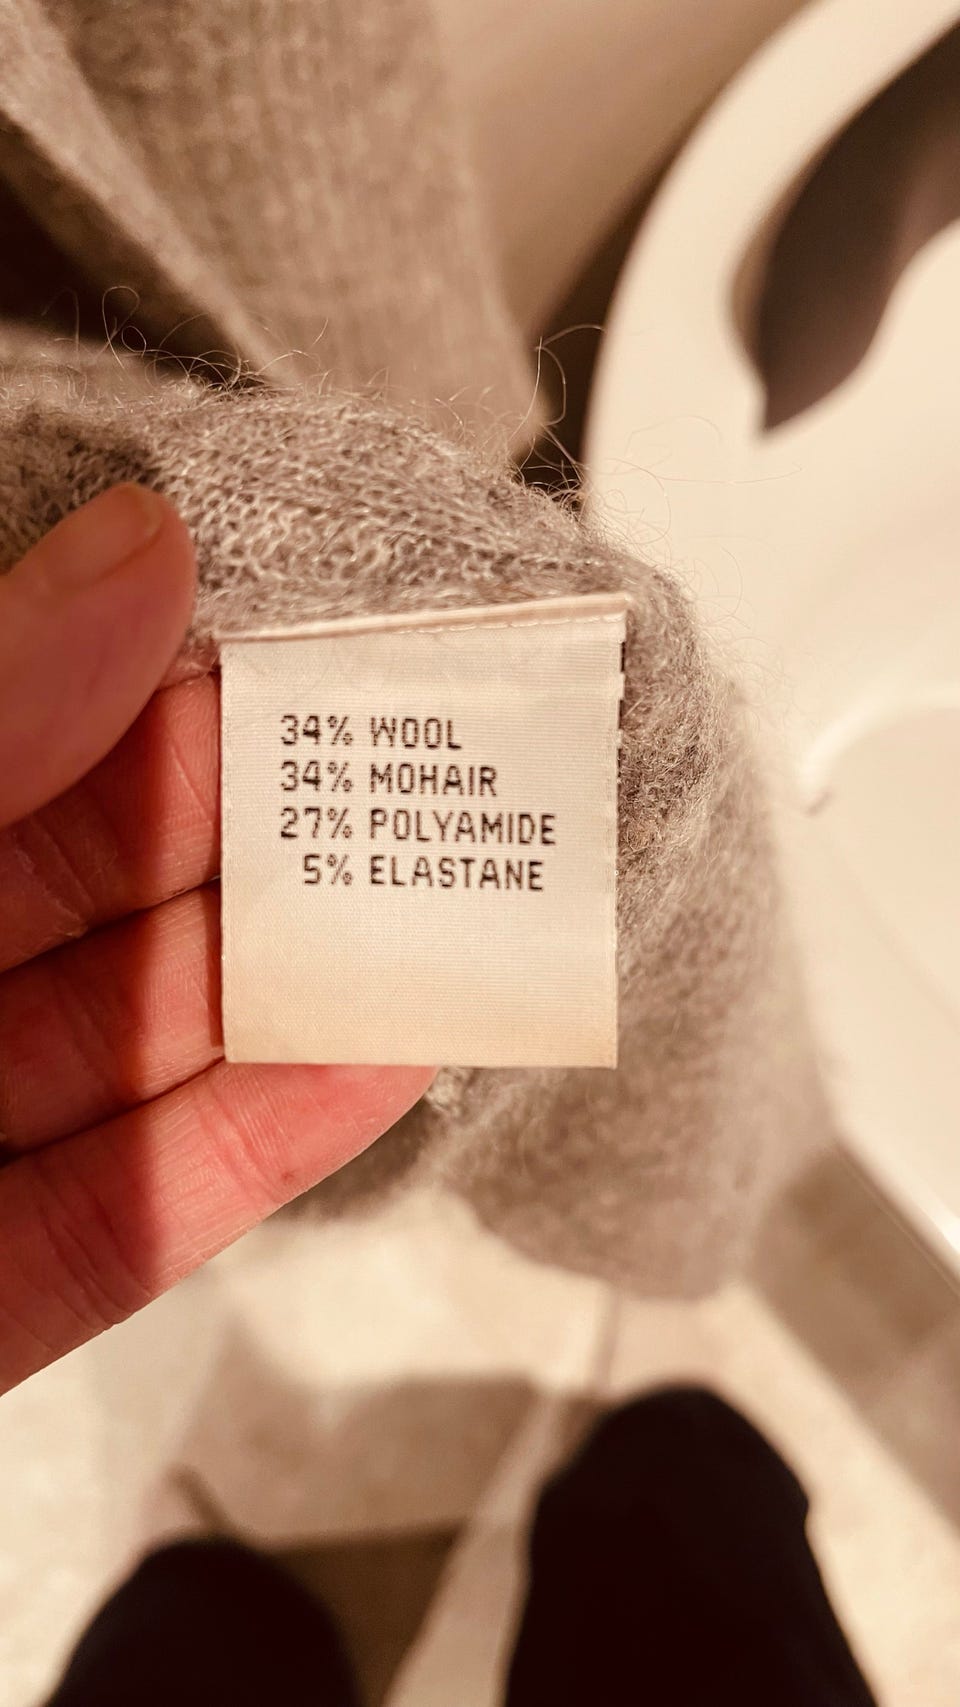 34% WOOL
34% MOHAIR
27% POLYAMIDE
5% ELASTANE